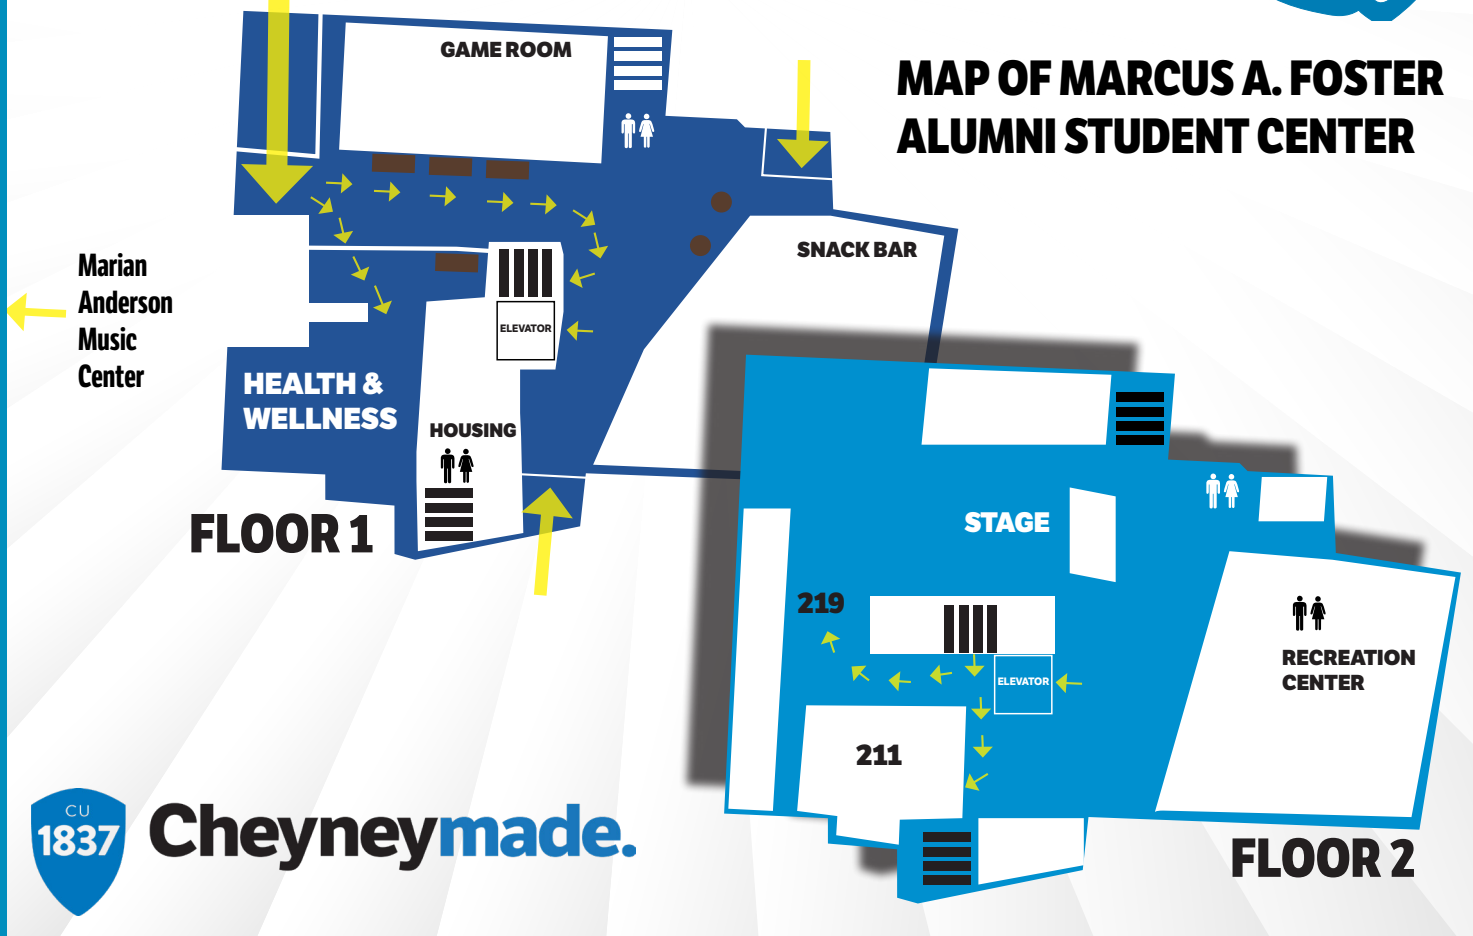 MAP OF MARCUS A. FOSTER
ALUMNI STUDENT CENTER
GAME ROOM
SNACK BAR
Marian
Anderson
Music
Center
ELEVATOR
HEALTH &
WELLNESS
HOUSING
FLOOR 1
STAGE
219
ELEVATOR
RECREATION
CENTER
211
FLOOR 2
CU
1837
Cheyneymade.